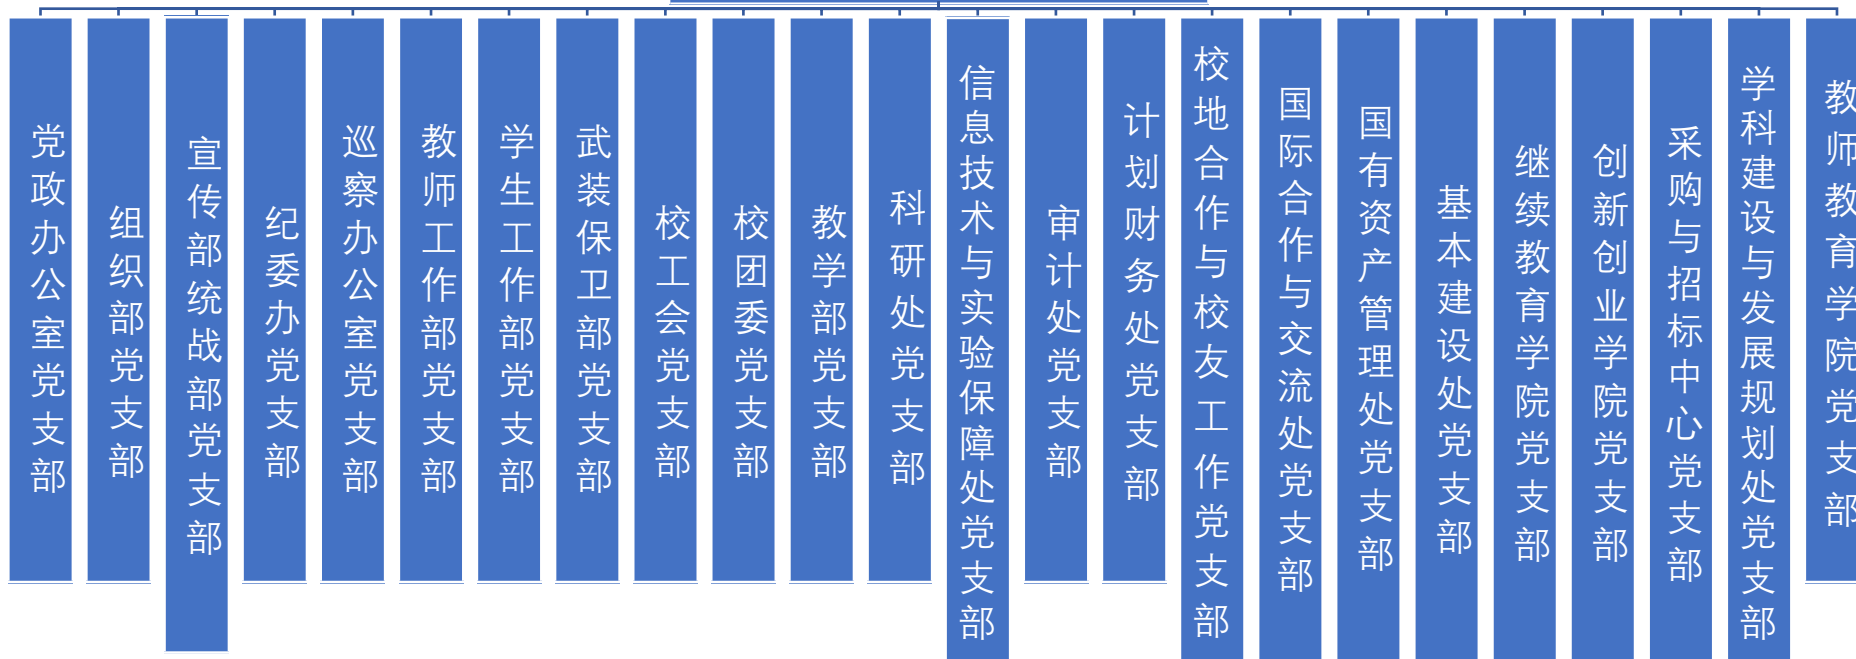 党政办公室党支部
组织部党支部
宣传部统战部党支部
纪委办党支部
巡察办公室党支部
教师工作部党支部
学生工作部党支部
武装保卫部党支部
校工会党支部
校团委党支部
教学部党支部
科研处党支部
信息技术与实验保障处党支部
审计处党支部
计划财务处党支部
校地合作与校友工作党支部
国际合作与交流处党支部
国有资产管理处党支部
基本建设处党支部
继续教育学院党支部
创新创业学院党支部
采购与招标中心党支部
学科建设与发展规划处党支部
教师教育学院党支部